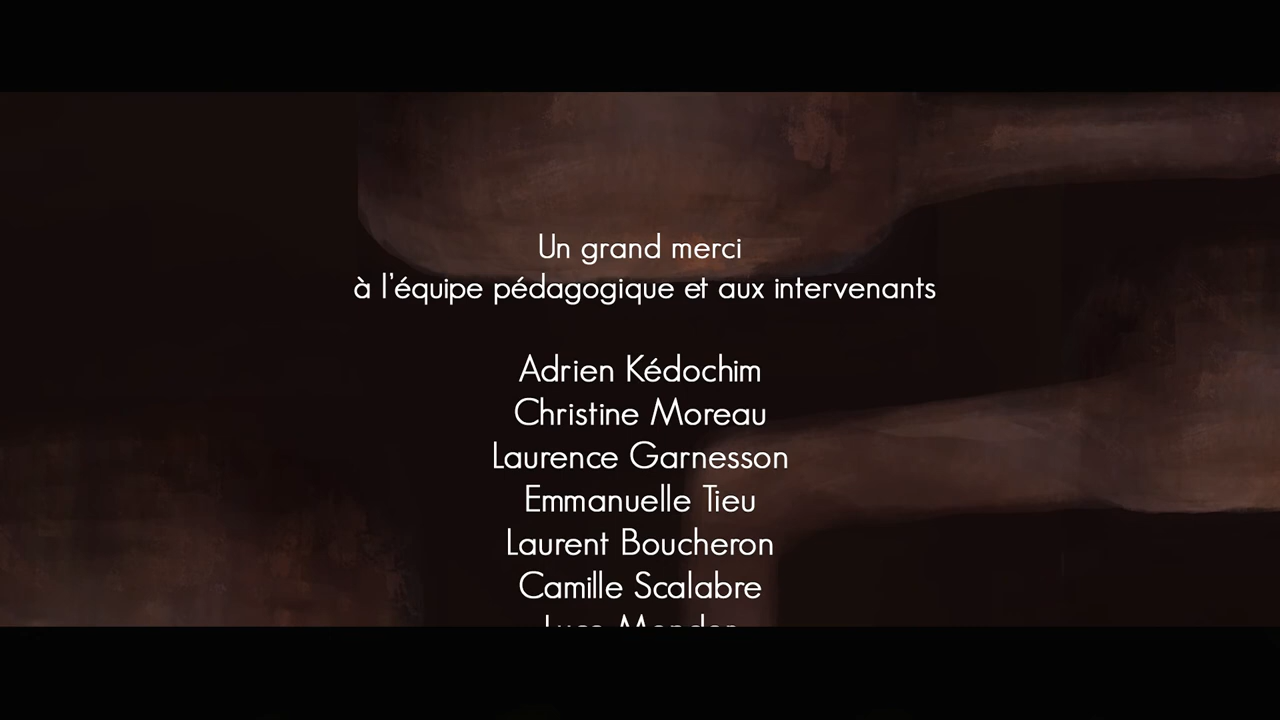 Un grand merci
à l'équipe pédagogique et aux intervenants
Adrien Kédochim
Christine Moreau
Laurence Garnesson
Emmanuelle Tieu
Laurent Boucheron
Camille Scalabre